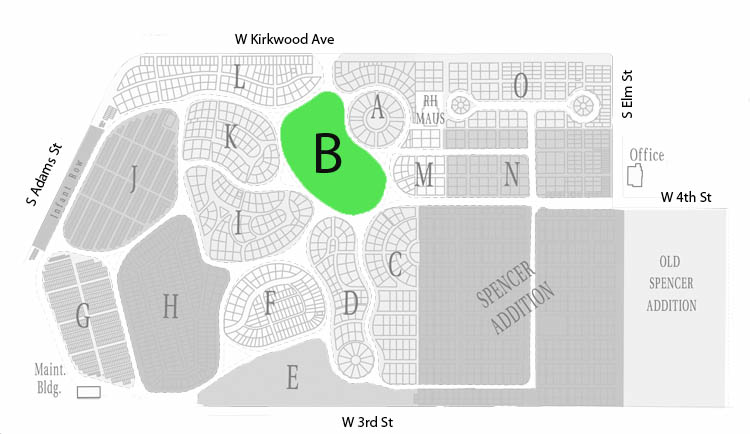 W Kirkwood Ave
L
O
S Elm St
A
RH
MAUS
K
B
Office
J
M
N
S Adams St
Infant Row
W 4th St
I
C
OLD
SPENCER
ADDITION
SPENCER
ADDITION
H
F
D
G
Maint.
Bldg.
E
W 3rd St